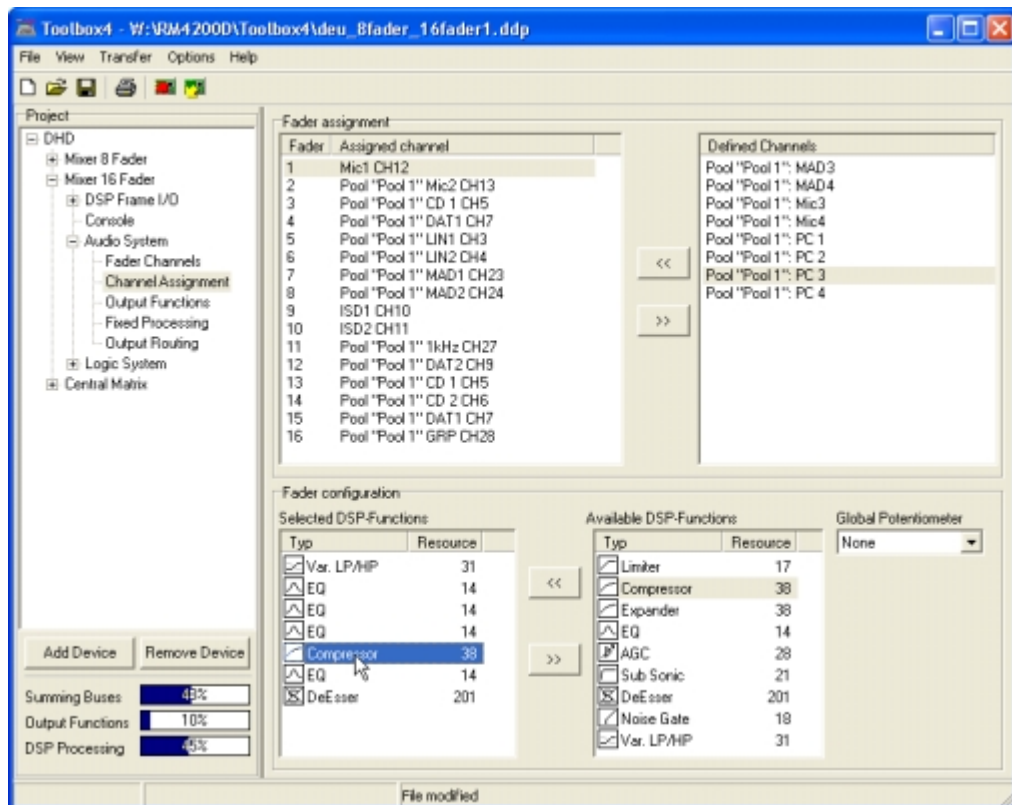 Toolbox4 - W:\RM4200D\Toolbox4\deu_8fader_16fader1.ddp
File View Transfer Options Help
Project
DHD
Mixer 8 Fader
Mixer 16 Fader
DSP Frame I/O
Console
Audio System
Fader Channels
Channel Assignment
Output Functions
Fixed Processing
Output Routing
Logic System
Central Matrix
Add Device Remove Device
Summing Buses 43%
Output Functions 10%
DSP Processing 45%
Fader assignment
Fader Assigned channel
1 Mic1 CH12
2 Pool "Pool 1" Mic2 CH13
3 Pool "Pool 1" CD 1 CH5
4 Pool "Pool 1" DAT1 CH7
5 Pool "Pool 1" LIN1 CH3
6 Pool "Pool 1" LIN2 CH4
7 Pool "Pool 1" MAD1 CH23
8 Pool "Pool 1" MAD2 CH24
9 ISD1 CH10
10 ISD2 CH11
11 Pool "Pool 1" 1kHz CH27
12 Pool "Pool 1" DAT2 CH9
13 Pool "Pool 1" CD 1 CH5
14 Pool "Pool 1" CD 2 CH6
15 Pool "Pool 1" DAT1 CH7
16 Pool "Pool 1" GRP CH28
<<
>>
Defined Channels
Pool "Pool 1": MAD3
Pool "Pool 1": MAD4
Pool "Pool 1": Mic3
Pool "Pool 1": Mic4
Pool "Pool 1": PC 1
Pool "Pool 1": PC 2
Pool "Pool 1": PC 3
Pool "Pool 1": PC 4
Fader configuration
Selected DSP-Functions
Typ Resource
Var. LP/HP 31
EQ 14
EQ 14
EQ 14
Compressor 38
EQ 14
DeEsser 201
<<
>>
Available DSP-Functions
Typ Resource
Limiter 17
Compressor 38
Expander 38
EQ 14
AGC 28
Sub Sonic 21
DeEsser 201
Noise Gate 18
Var. LP/HP 31
Global Potentiometer
None
File modified